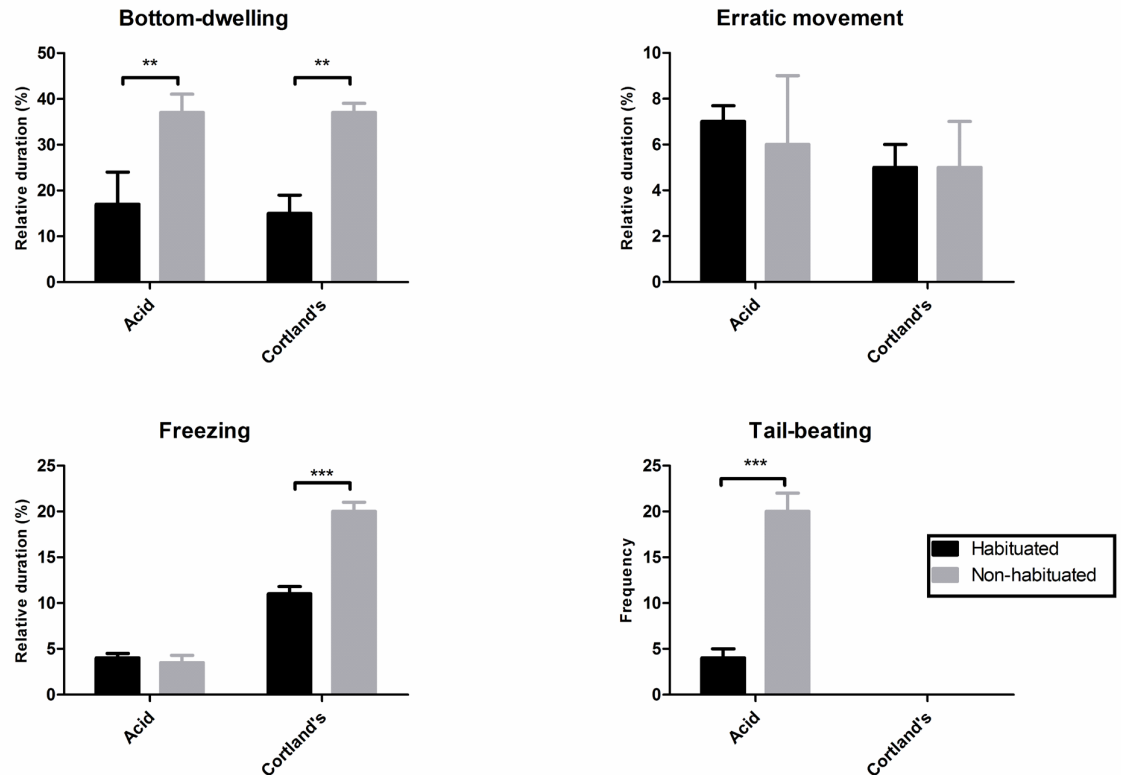 Bottom-dwelling
Relative duration (%)
50
40
30
20
10
0
**
**
Acid
Cortland's
Erratic movement
Relative duration (%)
10
8
6
4
2
0
Acid
Cortland's
Freezing
Relative duration (%)
25
20
15
10
5
0
***
Acid
Cortland's
Tail-beating
Frequency
25
20
15
10
5
0
***
Acid
Cortland's
Habituated
Non-habituated